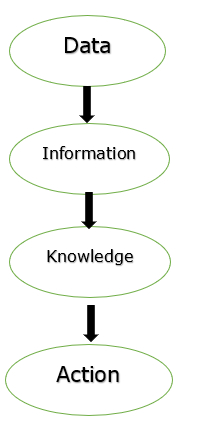 Data
Information
Knowledge
Action